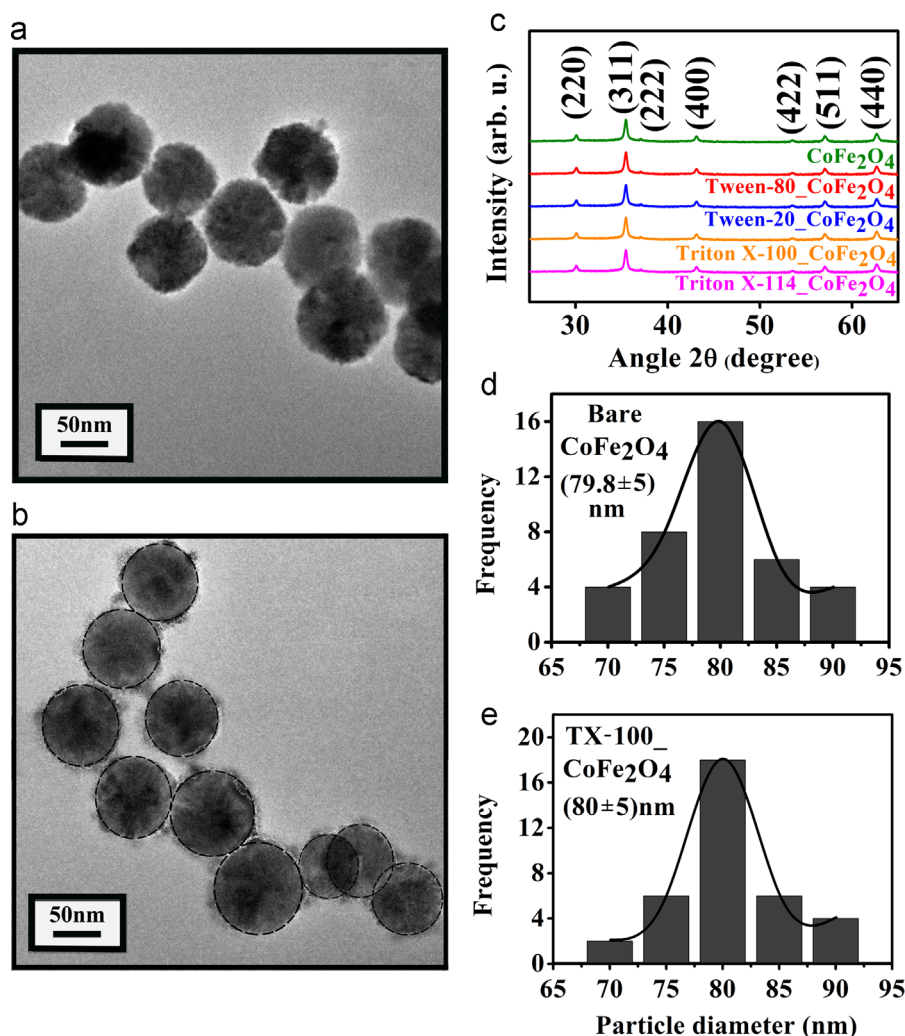 a
50nm
b
50nm
c
(220)
(311)
(222)
(400)
(422)
(511)
(440)
CoFe₂O₄
Tween-80_CoFe₂O₄
Tween-20_CoFe₂O₄
Triton X-100_CoFe₂O₄
Triton X-114_CoFe₂O₄
Intensity (arb. u.)
30 40 50 60
Angle 2θ (degree)
d
Bare
CoFe₂O₄
(79.8±5)
nm
Frequency
16
12
8
4
0
65 70 75 80 85 90 95
e
TX-100_
CoFe₂O₄
(80±5)nm
Frequency
20
16
12
8
4
0
65 70 75 80 85 90 95
Particle diameter (nm)